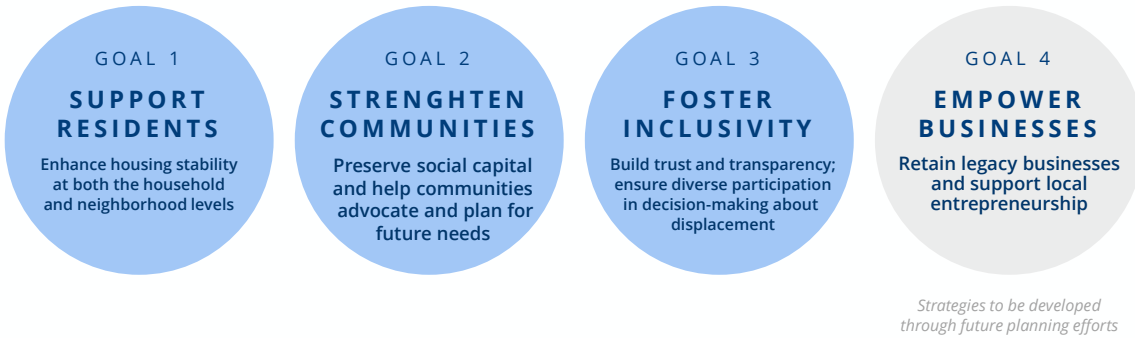 GOAL 1
SUPPORT
RESIDENTS
Enhance housing stability
at both the household
and neighborhood levels
GOAL 2
STRENGHTEN
COMMUNITIES
Preserve social capital
and help communities
advocate and plan for
future needs
GOAL 3
FOSTER
INCLUSIVITY
Build trust and transparency;
ensure diverse participation
in decision-making about
displacement
GOAL 4
EMPOWER
BUSINESSES
Retain legacy businesses
and support local
entrepreneurship
Strategies to be developed
through future planning efforts